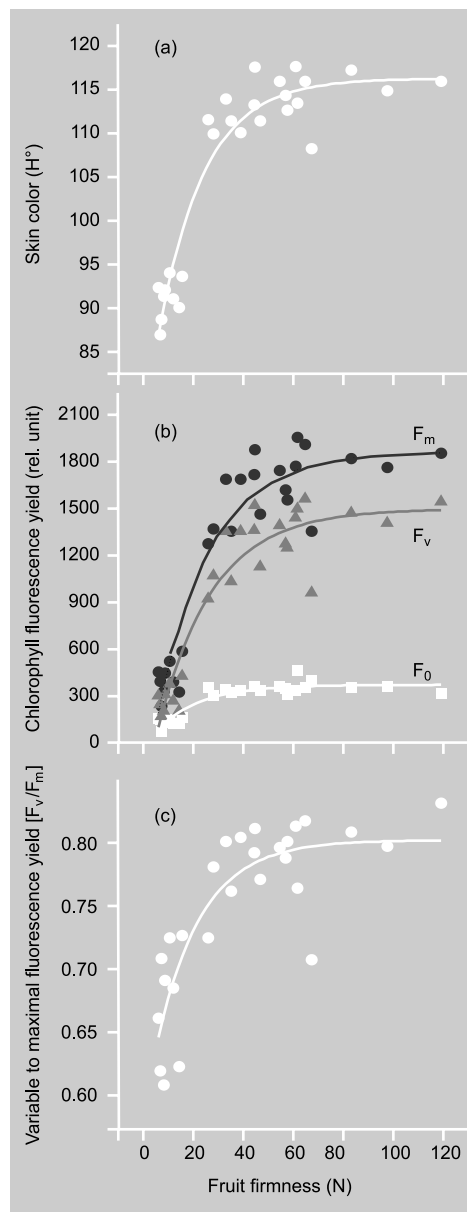 (a)
Skin color (H°)
120
115
110
105
100
95
90
85
(b)
Chlorophyll fluorescence yield (rel. unit)
2100
1800
1500
1200
900
600
300
0
Fm
Fv
F0
(c)
Variable to maximal fluorescence yield [Fv/Fm]
0.80
0.75
0.70
0.65
0.60
0 20 40 60 80 100 120
Fruit firmness (N)